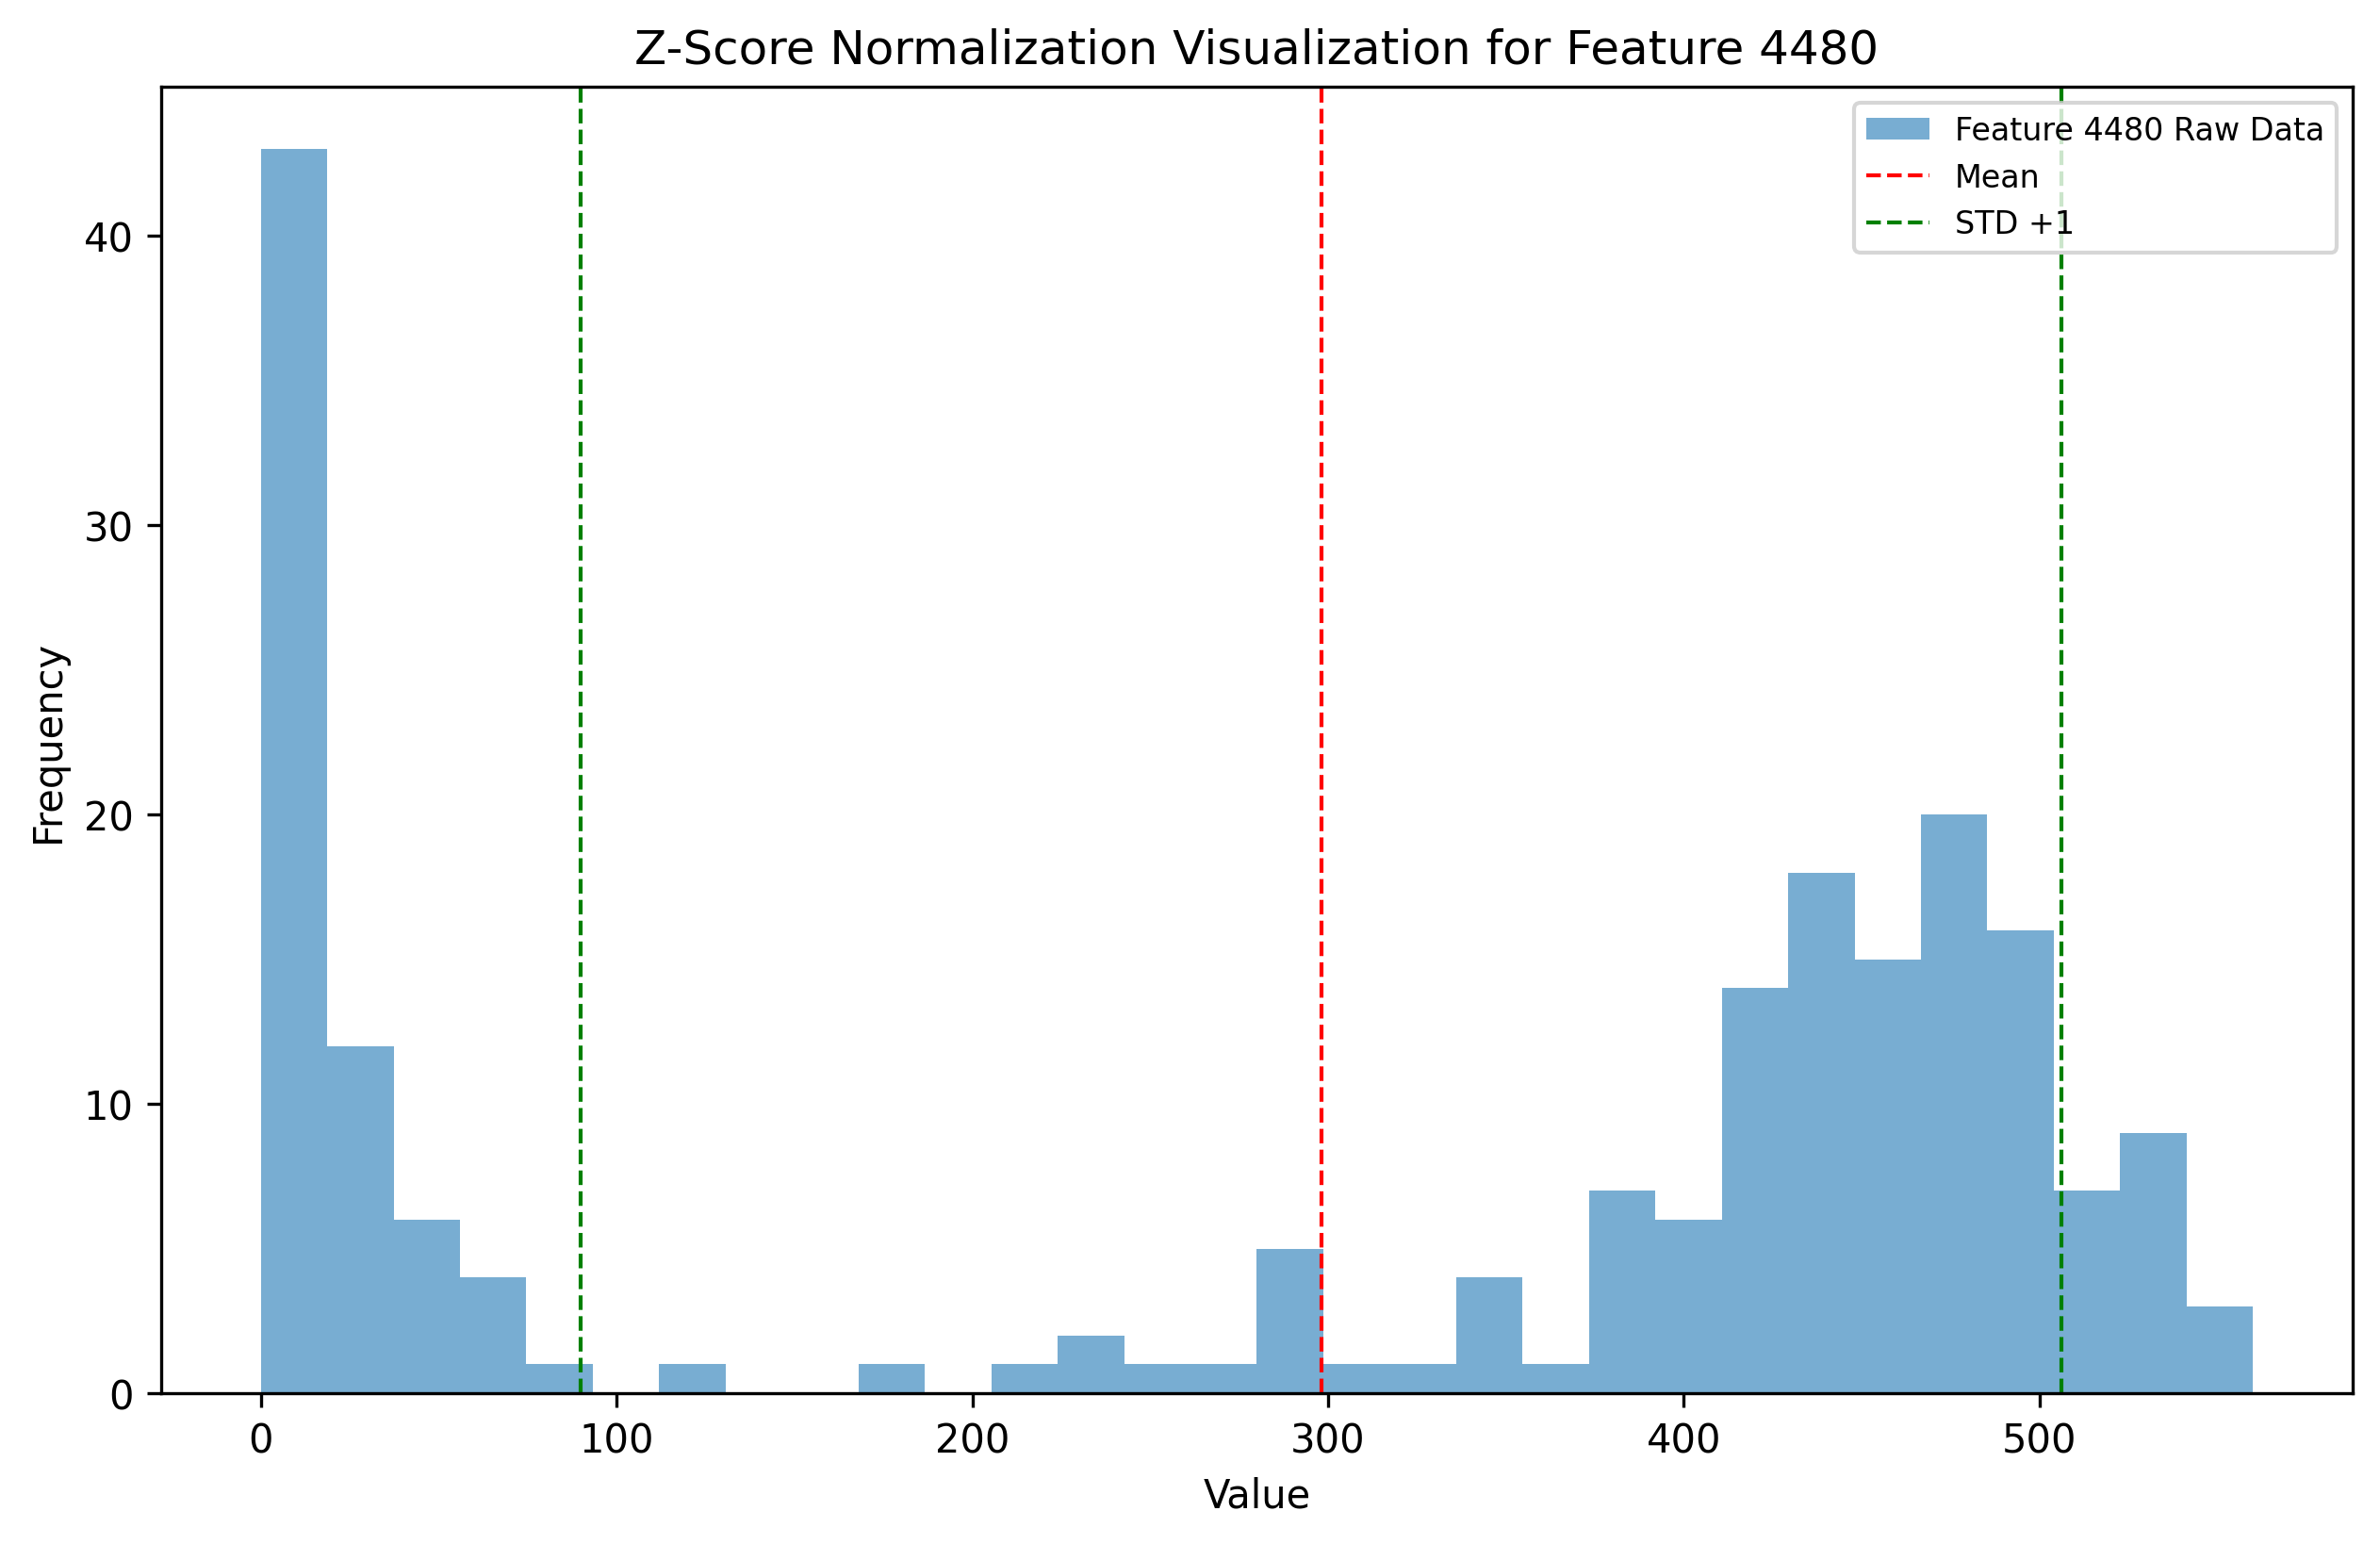 Z-Score Normalization Visualization for Feature 4480
Feature 4480 Raw Data
Mean
STD +1
40
30
20
10
0
Frequency
0 100 200 300 400 500
Value